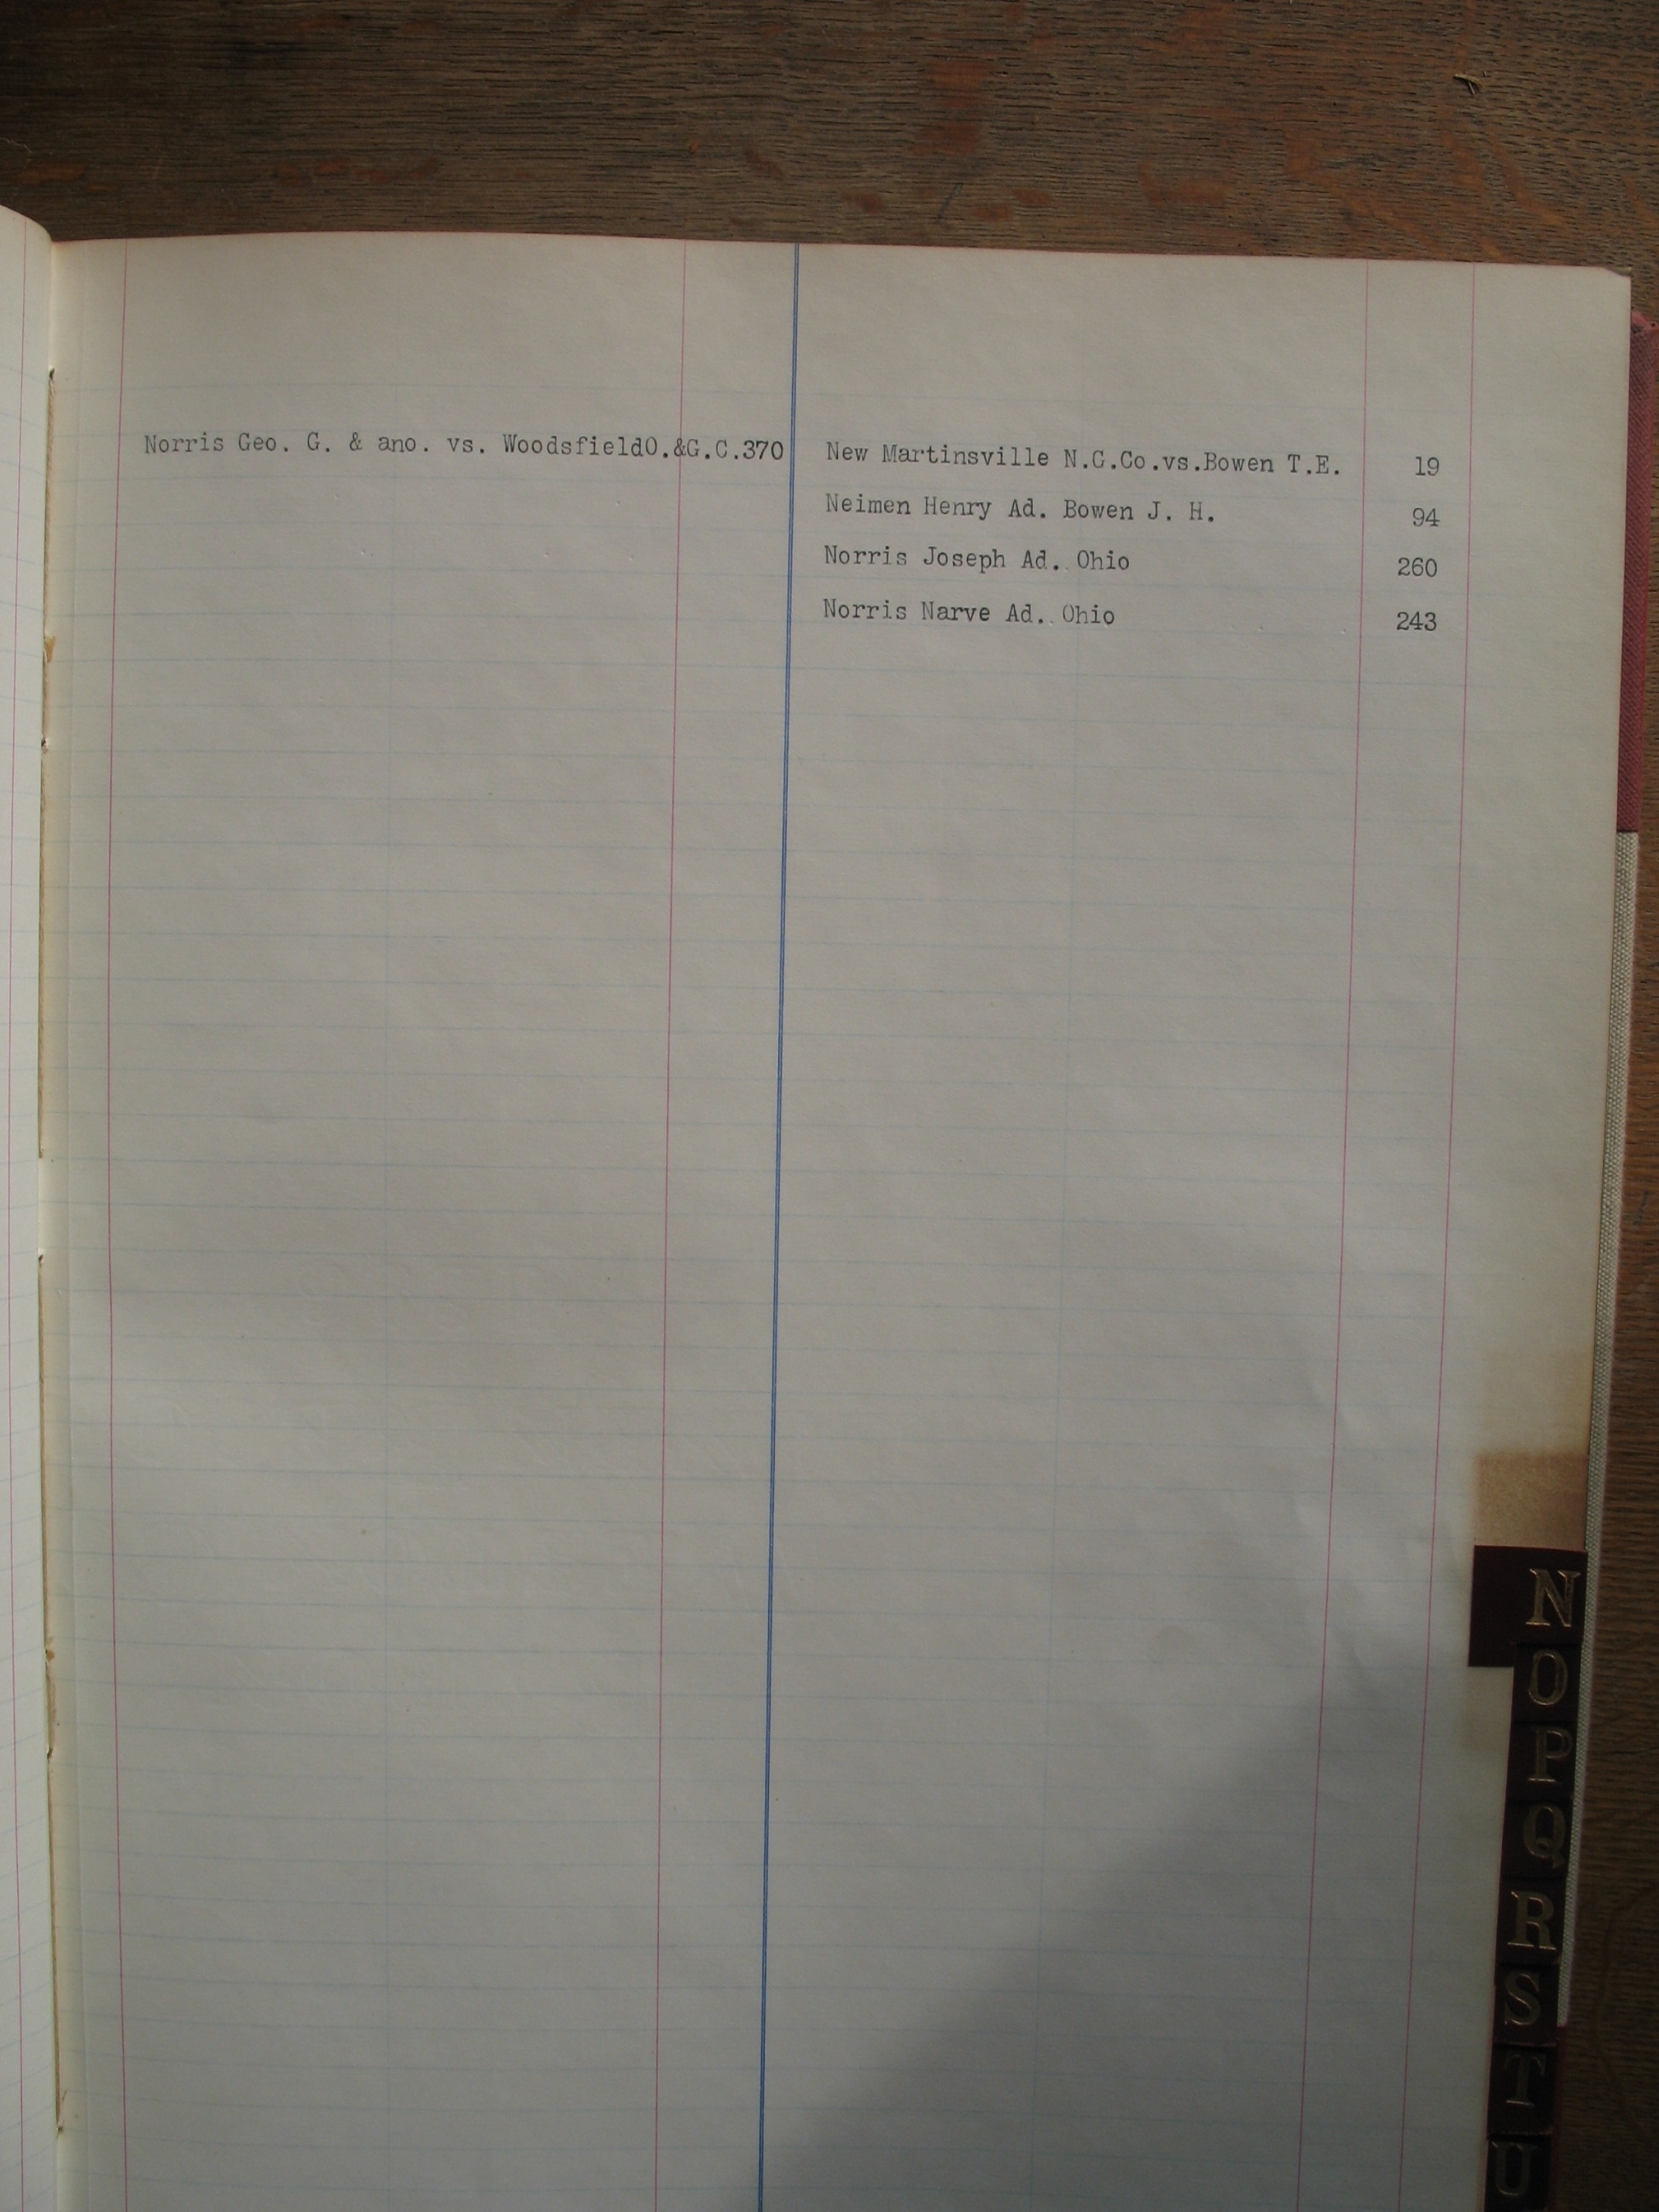 Norris Geo. G. & ano. vs. WoodsfieldO.&G.C.370
New Martinsville N.G.Co.vs.Bowen T.E. 19
Neimen Henry Ad. Bowen J. H. 94
Norris Joseph Ad. Ohio 260
Norris Narve Ad. Ohio 243
N
O
P
Q
R
S
T
U